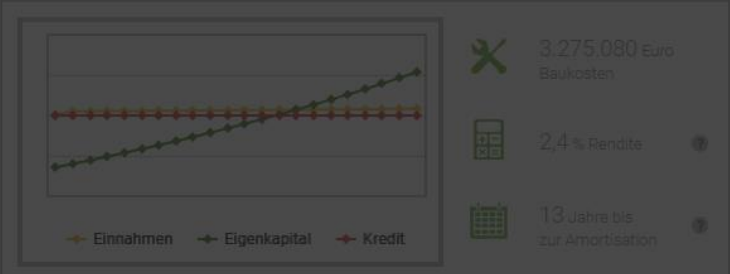 3.275.080 Euro
Baukosten
2,4 % Rendite ?
13 Jahre bis
zur Amortisation ?
Einnahmen Eigenkapital Kredit